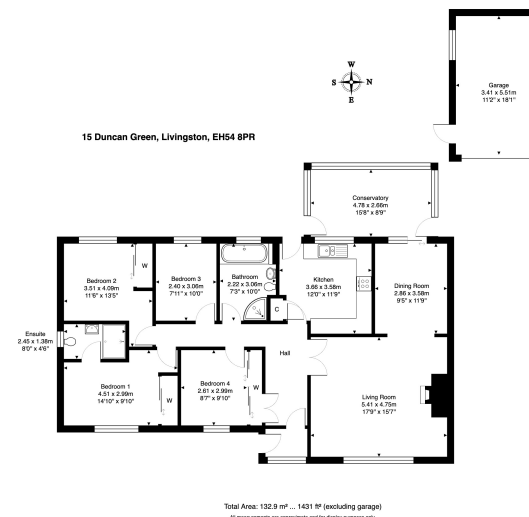 W
S N
E
Garage
3.41 x 5.51m
11'2" x 18'1"
15 Duncan Green, Livingston, EH54 8PR
Conservatory
4.78 x 2.66m
15'8" x 8'9"
Bedroom 2
3.51 x 4.09m
11'6" x 13'5"
W
Bedroom 3
2.40 x 3.06m
7'11" x 10'0"
Bathroom
2.22 x 3.06m
7'3" x 10'0"
Kitchen
3.66 x 3.58m
12'0" x 11'9"
Dining Room
2.86 x 3.58m
9'5" x 11'9"
C
Ensuite
2.45 x 1.38m
8'0" x 4'6"
Hall
Bedroom 1
4.51 x 2.99m
14'10" x 9'10"
W
Bedroom 4
2.61 x 2.99m
8'7" x 9'10"
W
Living Room
5.41 x 4.75m
17'9" x 15'7"
Total Area: 132.9 m² ... 1431 ft² (excluding garage)